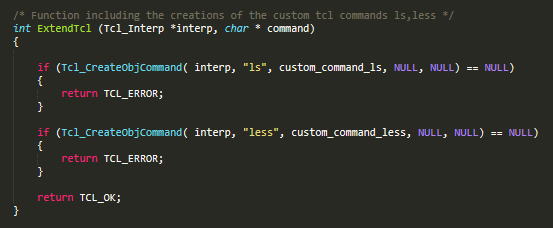 /* Function including the creations of the custom tcl commands ls,less */
int ExtendTcl (Tcl_Interp *interp, char * command)
{
if (Tcl_CreateObjCommand( interp, "ls", custom_command_ls, NULL, NULL) == NULL)
{
return TCL_ERROR;
}
if (Tcl_CreateObjCommand( interp, "less", custom_command_less, NULL, NULL) == NULL)
{
return TCL_ERROR;
}
return TCL_OK;
}